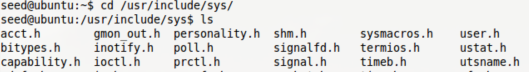 seed@ubuntu:~$ cd /usr/include/sys/
seed@ubuntu:/usr/include/sys$ ls
acct.h gmon_out.h personality.h shm.h sysmacros.h user.h
bitypes.h inotify.h poll.h signalfd.h termios.h ustat.h
capability.h ioctl.h prctl.h signal.h timeb.h utsname.h